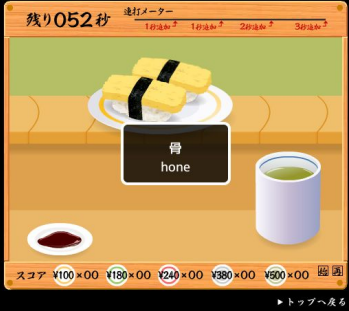 残り052秒 連打メーター
1秒追加 1秒追加 2秒追加 3秒追加
骨
hone
スコア ¥100×00 ¥180×00 ¥240×00 ¥380×00 ¥500×00
▶トップへ戻る